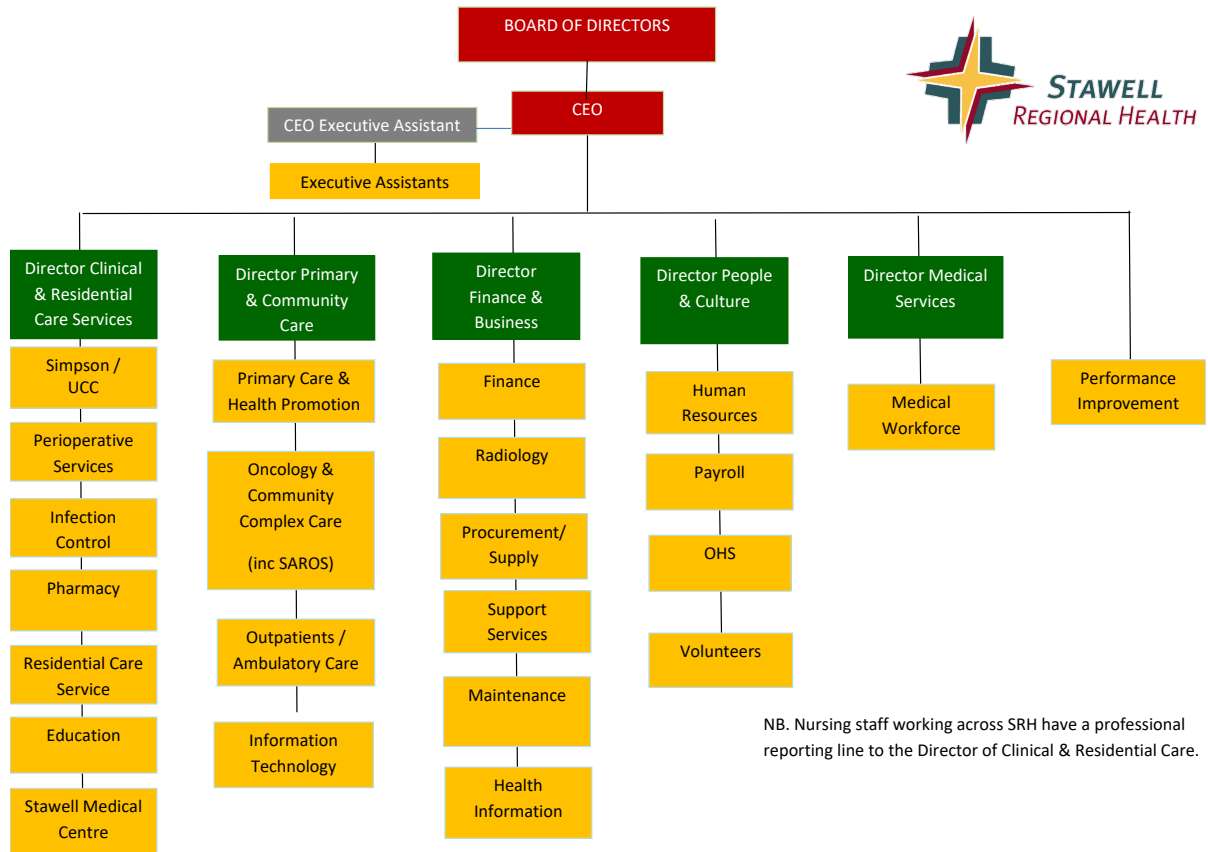 BOARD OF DIRECTORS
STAWELL
REGIONAL HEALTH
CEO
CEO Executive Assistant
Executive Assistants
Director Clinical
& Residential
Care Services
Simpson /
UCC
Perioperative
Services
Infection
Control
Pharmacy
Residential Care
Service
Education
Stawell Medical
Centre
Director Primary
& Community
Care
Primary Care &
Health Promotion
Oncology &
Community
Complex Care
(inc SAROS)
Outpatients /
Ambulatory Care
Information
Technology
Director
Finance &
Business
Finance
Radiology
Procurement/
Supply
Support
Services
Maintenance
Health
Information
Director People
& Culture
Human
Resources
Payroll
OHS
Volunteers
Director Medical
Services
Medical
Workforce
Performance
Improvement
NB. Nursing staff working across SRH have a professional
reporting line to the Director of Clinical & Residential Care.